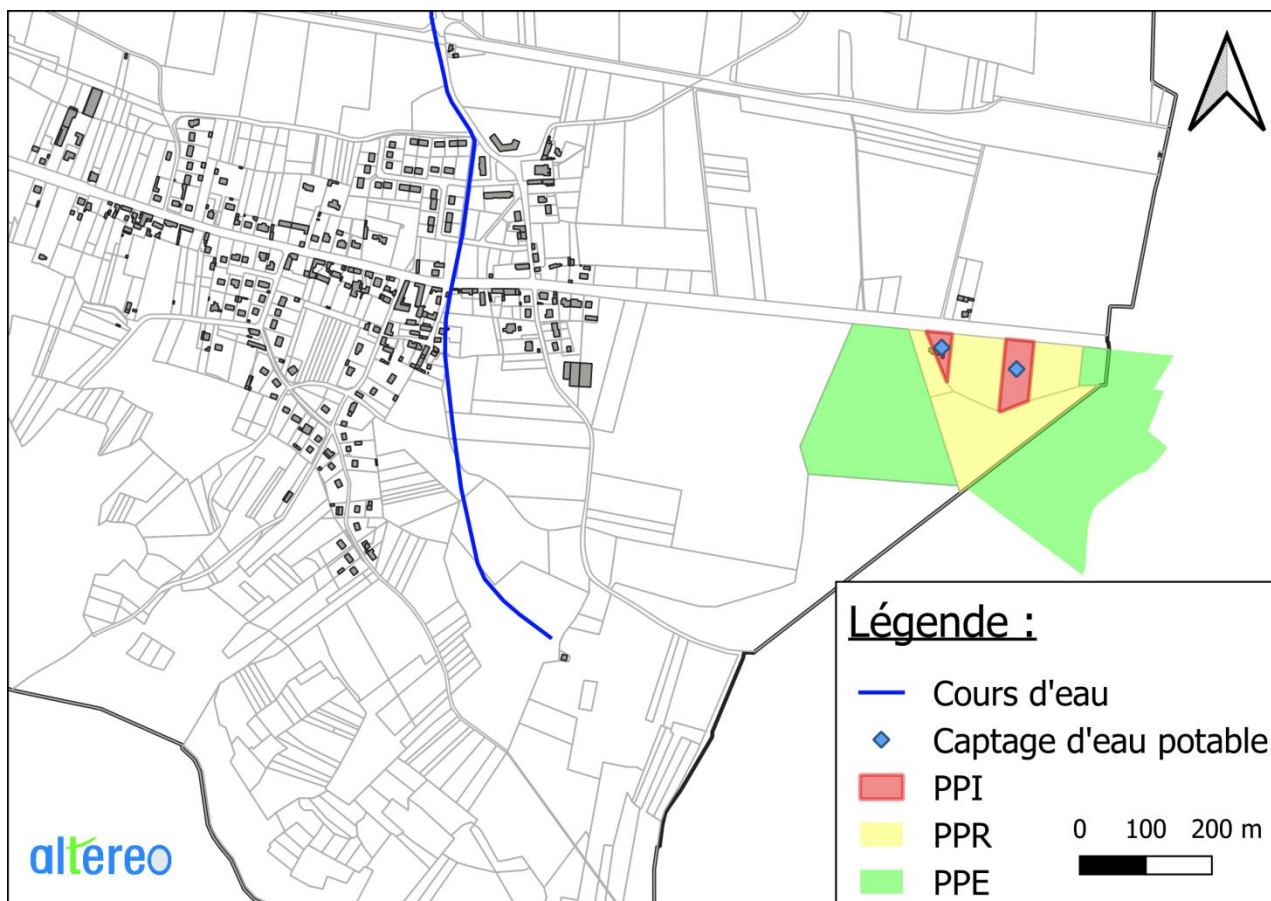 Légende :
Cours d'eau
Captage d'eau potable
PPI
PPR
PPE
0 100 200 m
altereo